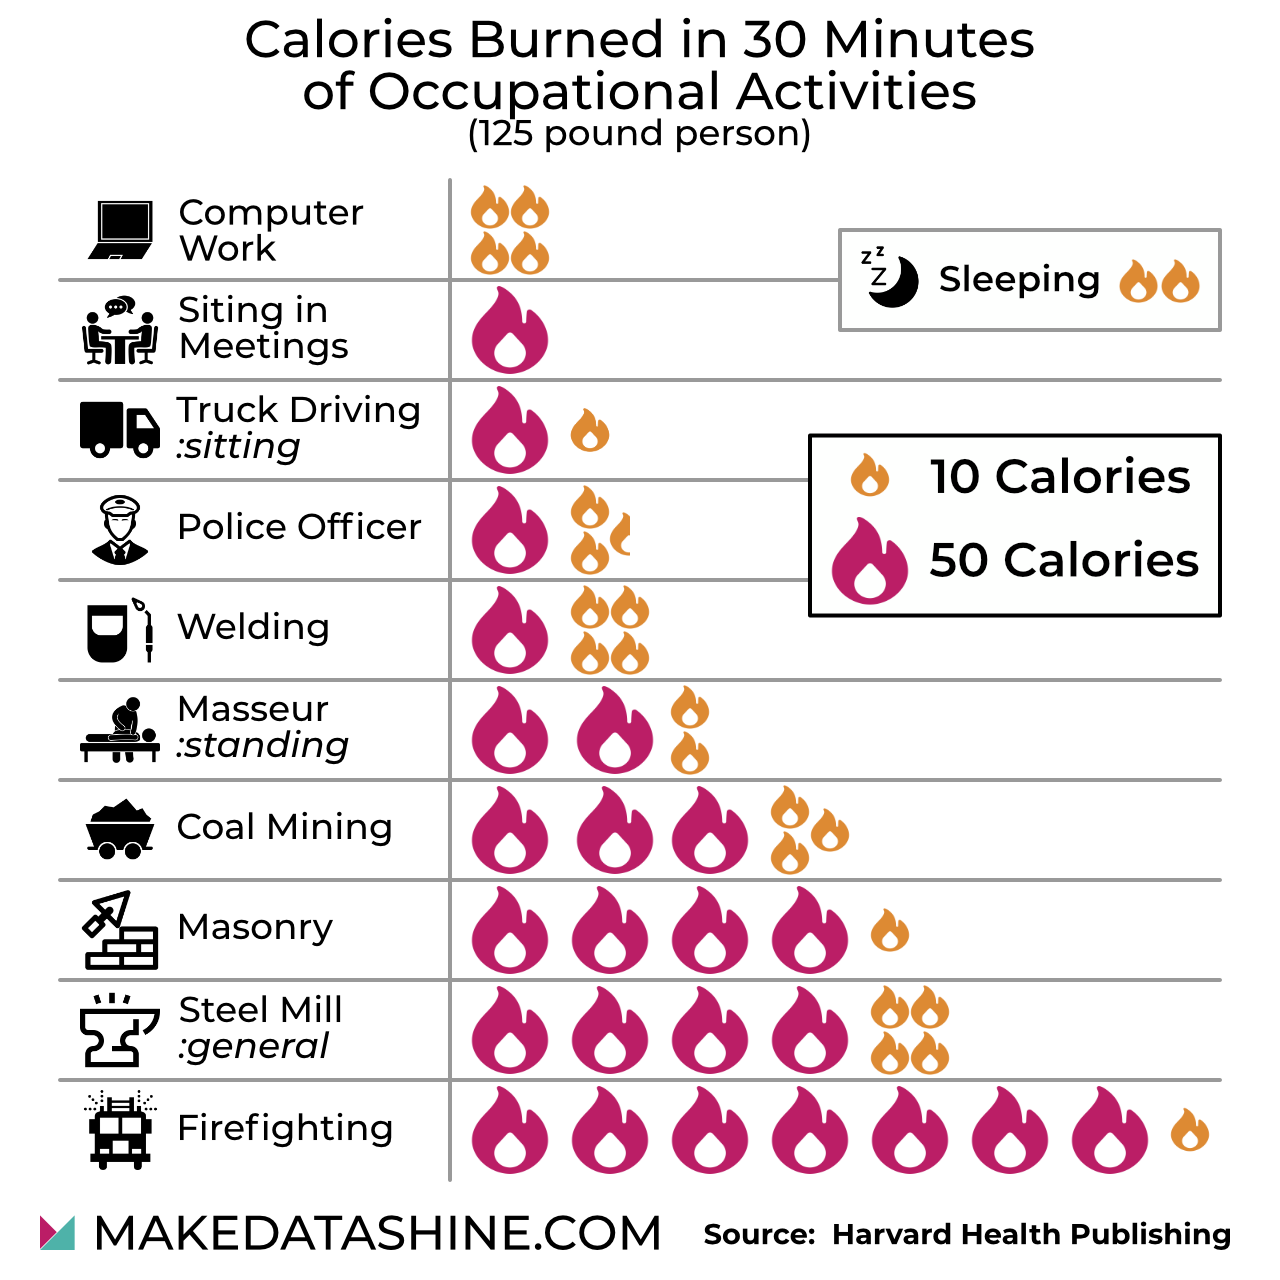 Calories Burned in 30 Minutes
of Occupational Activities
(125 pound person)
Computer
Work
z z
Z
Sleeping
Siting in
Meetings
Truck Driving
:sitting
10 Calories
50 Calories
Police Officer
Welding
Masseur
:standing
Coal Mining
Masonry
Steel Mill
:general
Firefighting
MAKEDATASHINE.COM
Source: Harvard Health Publishing